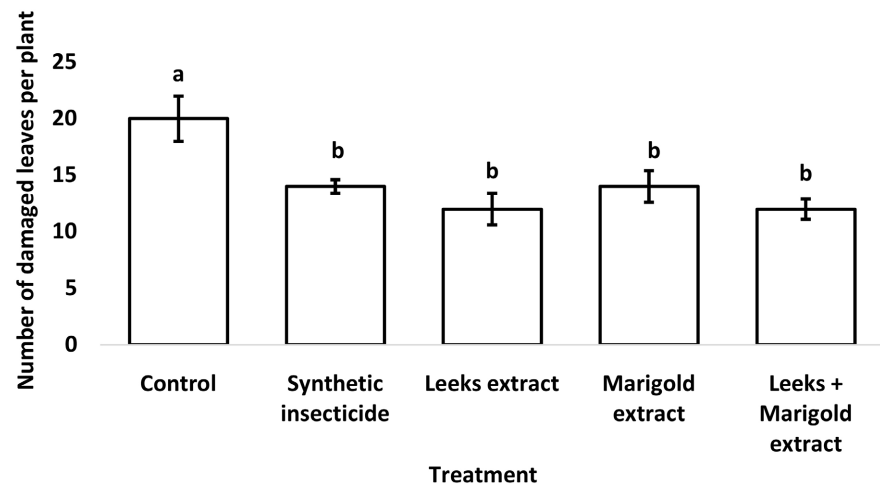 Number of damaged leaves per plant
25
20
15
10
5
0
a
b
b
b
b
Control
Synthetic
insecticide
Leeks extract
Marigold
extract
Leeks +
Marigold
extract
Treatment